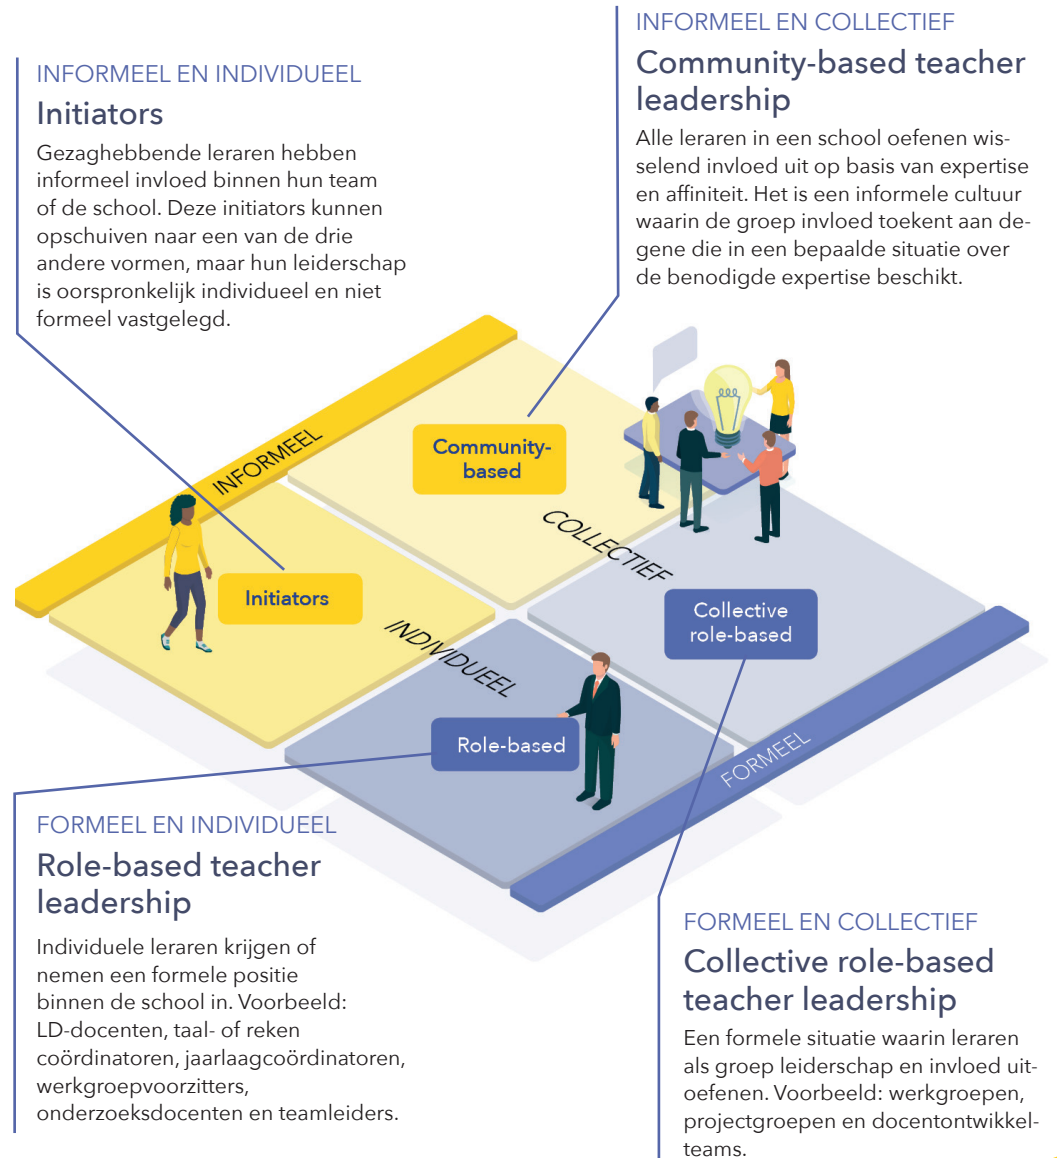 INFORMEEL EN INDIVIDUEEL
Initiators
Gezaghebbende leraren hebben
informeel invloed binnen hun team
of de school. Deze initiators kunnen
opschuiven naar een van de drie
andere vormen, maar hun leiderschap
is oorspronkelijk individueel en niet
formeel vastgelegd.
INFORMEEL EN COLLECTIEF
Community-based teacher
leadership
Alle leraren in een school oefenen wis-
selend invloed uit op basis van expertise
en affiniteit. Het is een informele cultuur
waarin de groep invloed toekent aan de-
gene die in een bepaalde situatie over
de benodigde expertise beschikt.
INFORMEEL
Community-
based
COLLECTIEF
Initiators
Collective
role-based
INDIVIDUEEL
Role-based
FORMEEL
FORMEEL EN INDIVIDUEEL
Role-based teacher
leadership
Individuele leraren krijgen of
nemen een formele positie
binnen de school in. Voorbeeld:
LD-docenten, taal- of reken
coördinatoren, jaarlaagcoördinatoren,
werkgroepvoorzitters,
onderzoeksdocenten en teamleiders.
FORMEEL EN COLLECTIEF
Collective role-based
teacher leadership
Een formele situatie waarin leraren
als groep leiderschap en invloed uit-
oefenen. Voorbeeld: werkgroepen,
projectgroepen en docentontwikkel-
teams.